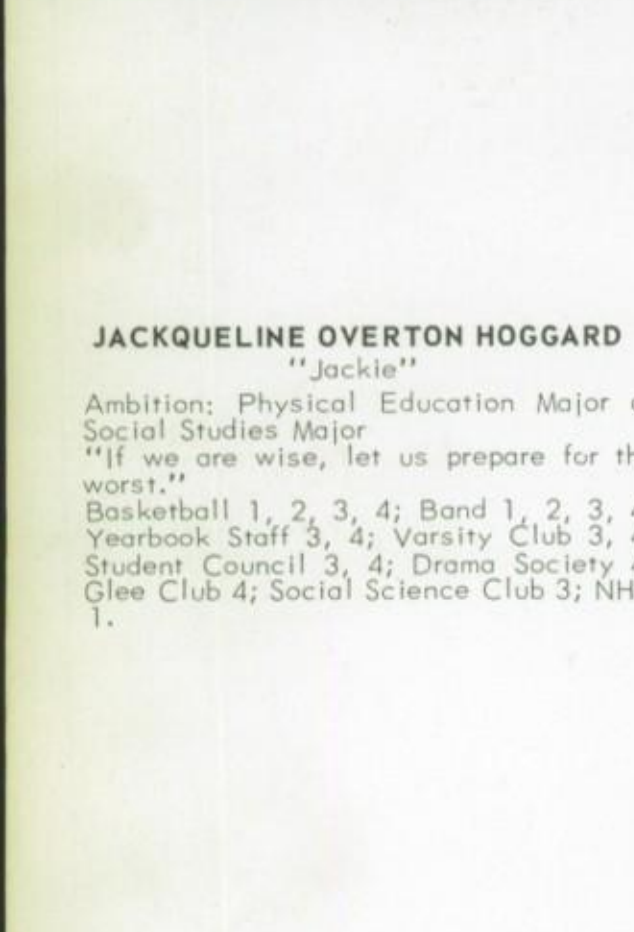 JACKQUELINE OVERTON HOGGARD
"Jackie"
Ambition: Physical Education Major
Social Studies Major
"If we are wise, let us prepare for
worst."
Basketball 1, 2, 3, 4; Band 1, 2, 3,
Yearbook Staff 3, 4; Varsity Club 3,
Student Council 3, 4; Drama Society
Glee Club 4; Social Science Club 3;
1.